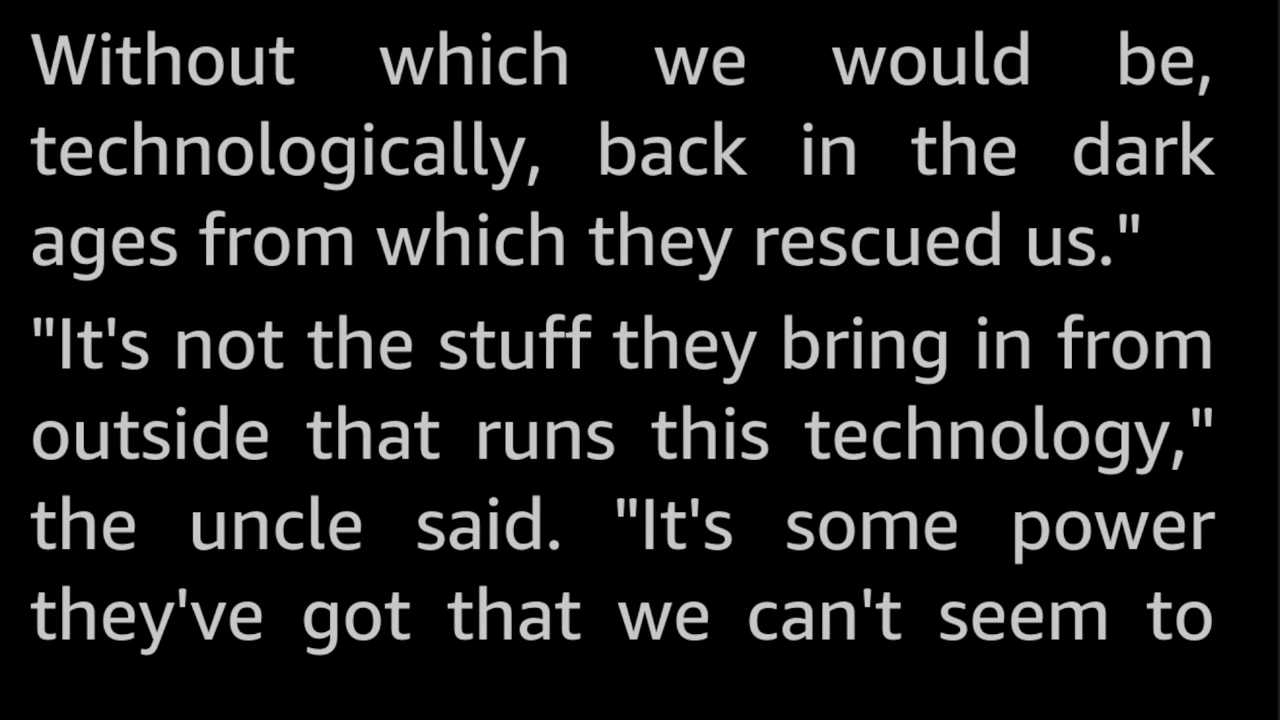 Without which we would be,
technologically, back in the dark
ages from which they rescued us."
"It's not the stuff they bring in from
outside that runs this technology,"
the uncle said. "It's some power
they've got that we can't seem to